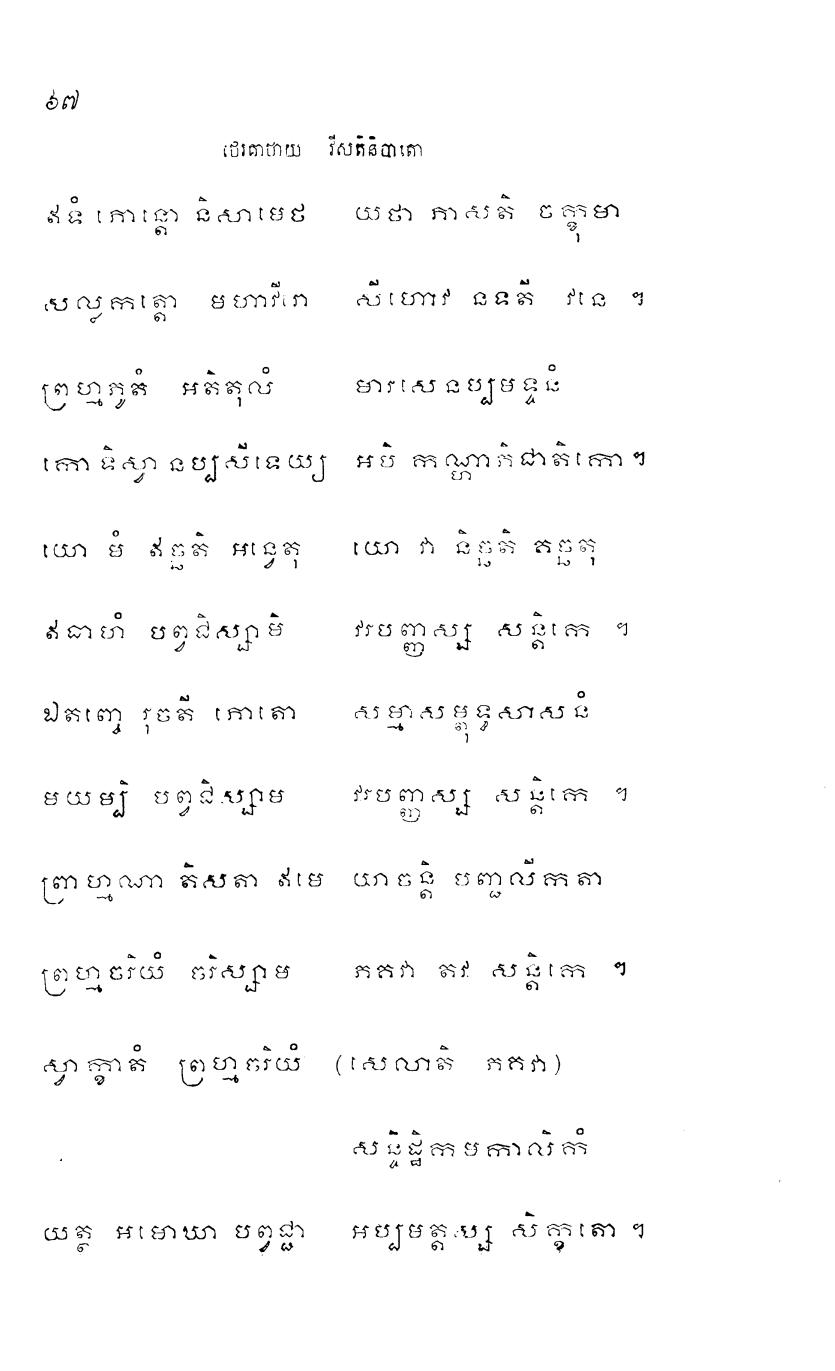 ៦៧
ថេរគាថាយ វីសតិនិបាតោ
ឥទំ ភោន្តោ និសាមេថ យថា ភាសតិ ចក្ខុមា
សល្លកត្តោ មហាវីរោ សីហោវ នទតី វនេ ។
ព្រហ្មភូតំ អតិតុលំ មារសេនប្បមទ្ទនំ
កោ ទិស្វា នប្បសីទេយ្យ អបិ កណ្ហាភិជាតិកោ។
យោ មំ ឥច្ឆតិ អន្វេតុ យោ វា និច្ឆតិ គច្ឆតុ
ឥធាហំ បព្វជិស្សាមិ វរបញ្ញស្ស សន្តិកេ ។
ឯតញ្ចេ រុចតី ភោតោ សម្មាសម្ពុទ្ធសាសនំ
មយម្បិ បព្វជិស្សាម វរបញ្ញស្ស សន្តិកេ ។
ព្រាហ្មណា តិសតា ឥមេ យាចន្តិ បញ្ជលីកតា
ព្រហ្មចរិយំ ចរិស្សាម ភគវា តវ សន្តិកេ ។
ស្វាក្ខាតំ ព្រហ្មចរិយំ (សេលាតិ ភគវា)
សន្ទិដ្ឋិកមកាលិកំ
យត្ថ អមោឃា បព្វជ្ជា អប្បមត្តស្ស សិក្ខតោ ។